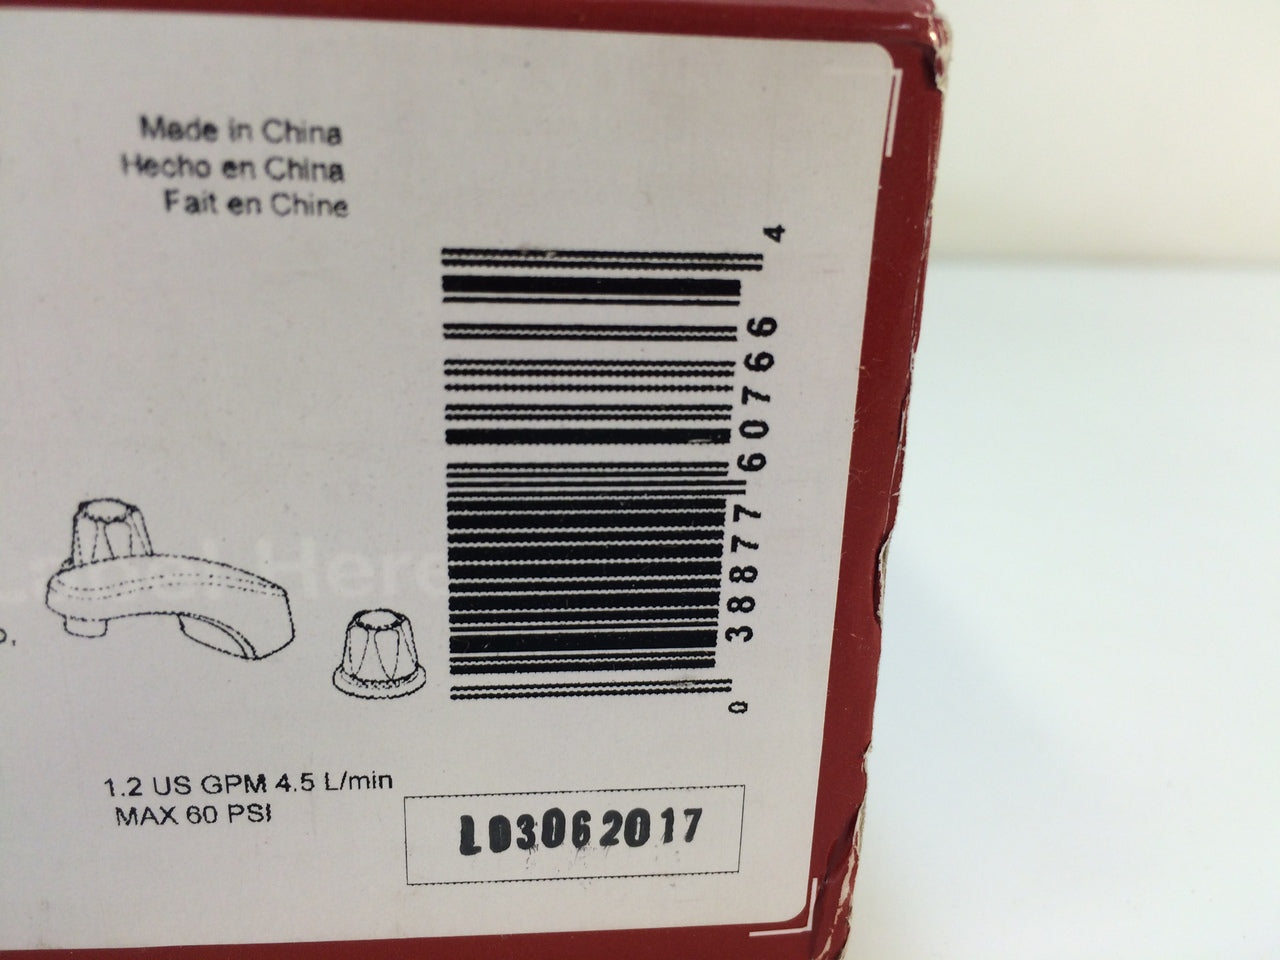 Made in China
Hecho en China
Fait en Chine
0 38877 60766 4
Here
1.2 US GPM 4.5 L/min
MAX 60 PSI
L03062017